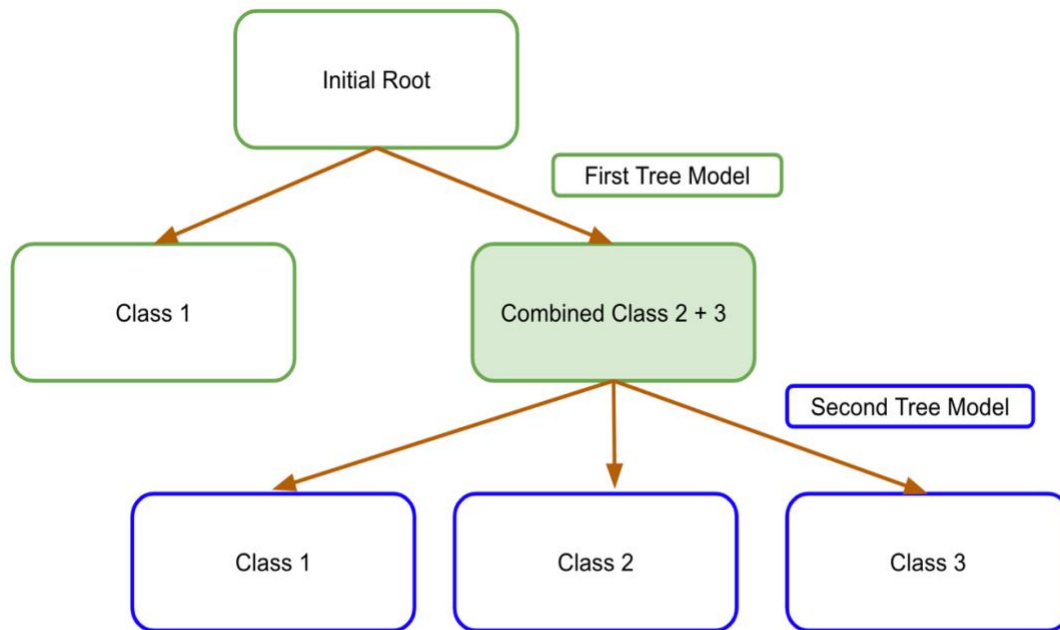 Initial Root
First Tree Model
Class 1
Combined Class 2 + 3
Second Tree Model
Class 1
Class 2
Class 3